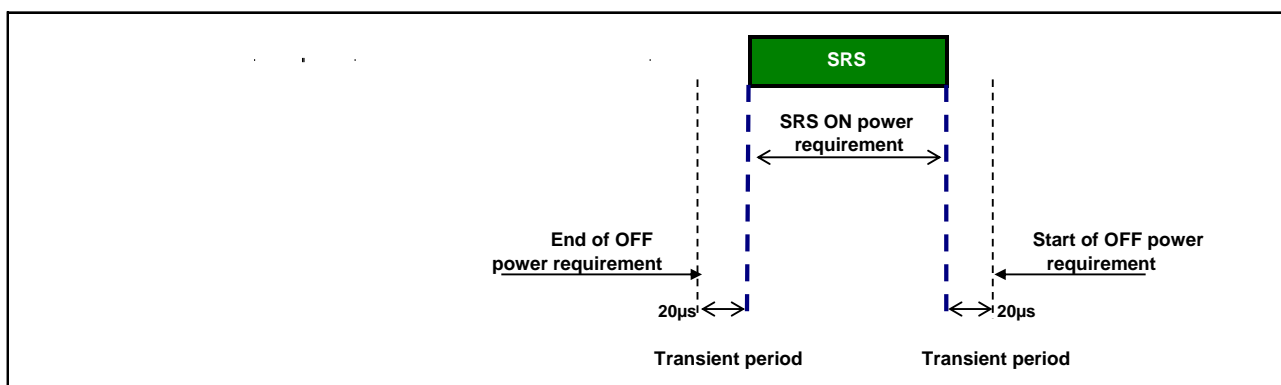 SRS
SRS ON power
requirement
End of OFF
power requirement
Start of OFF power
requirement
20µs
20µs
Transient period
Transient period